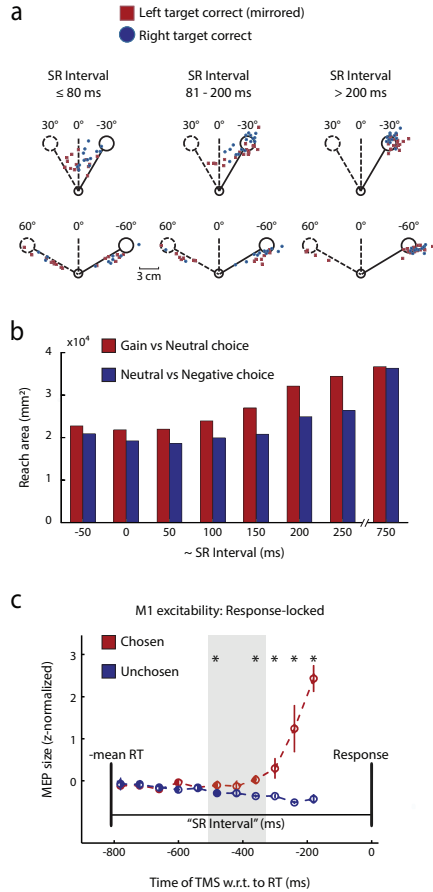 a
Left target correct (mirrored)
Right target correct
SR Interval
≤ 80 ms
SR Interval
81 - 200 ms
SR Interval
> 200 ms
30° 0° -30°
30° 0° -30°
30° 0° -30°
60° 0° -60°
60° 0° -60°
60° 0° -60°
3 cm
b
x10⁴
Gain vs Neutral choice
Neutral vs Negative choice
Reach area (mm²)
4
3
2
1
0
-50 0 50 100 150 200 250 750
~ SR Interval (ms)
c
M1 excitability: Response-locked
Chosen
Unchosen
* * * * *
MEP size (z-normalized)
3
2
1
0
-mean RT
Response
"SR Interval" (ms)
-800 -600 -400 -200 0
Time of TMS w.r.t. to RT (ms)